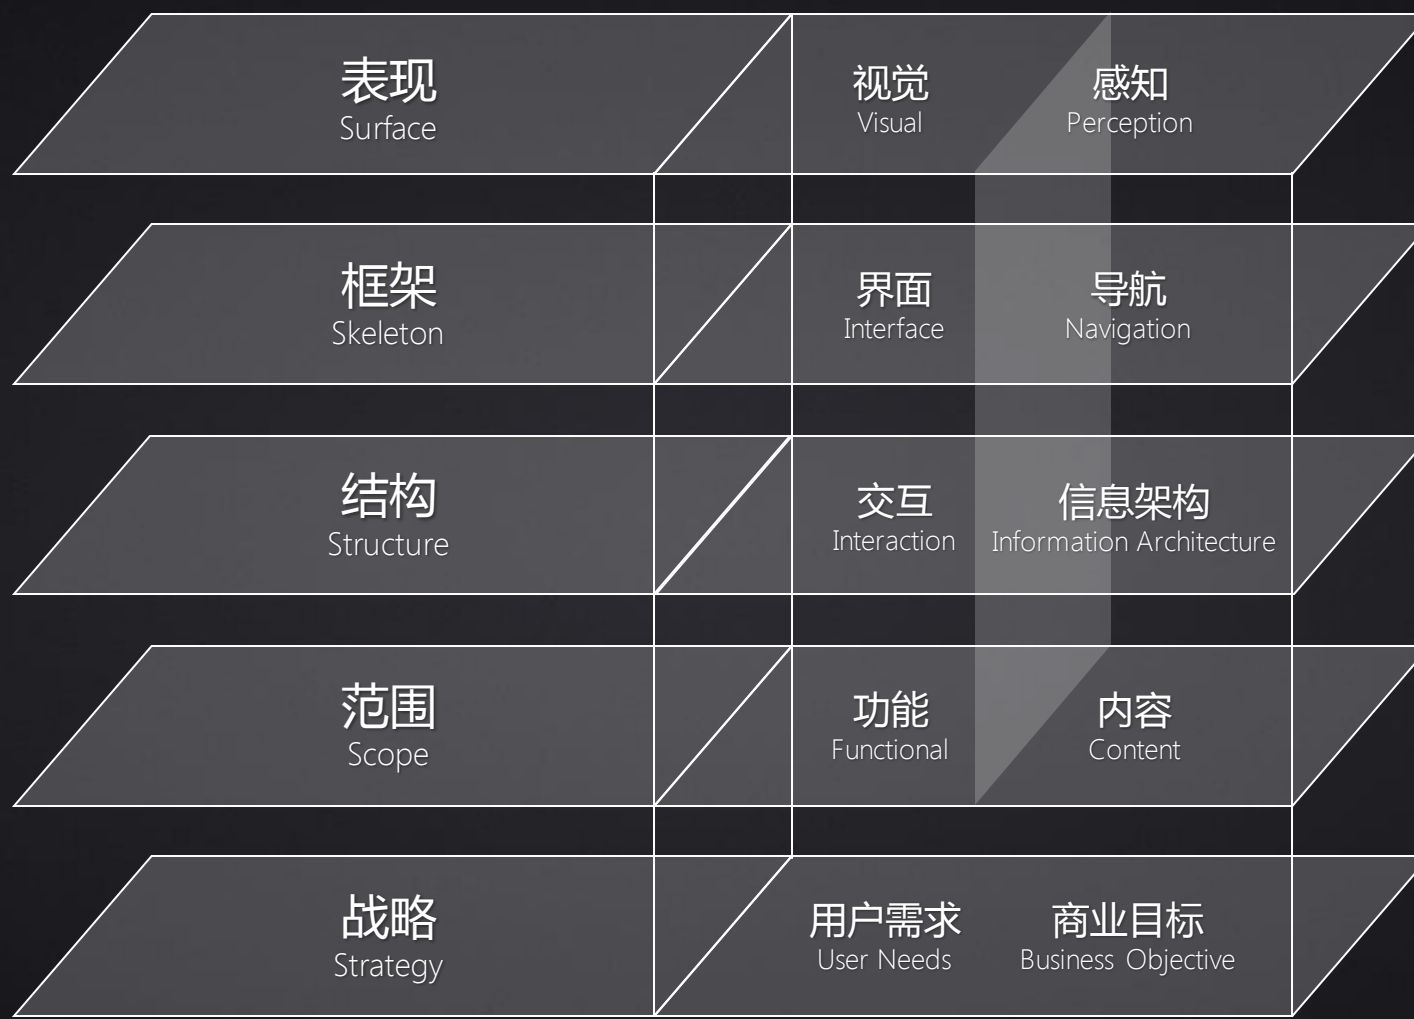 表现
Surface
视觉
Visual
感知
Perception
框架
Skeleton
界面
Interface
导航
Navigation
结构
Structure
交互
Interaction
信息架构
Information Architecture
范围
Scope
功能
Functional
内容
Content
战略
Strategy
用户需求
User Needs
商业目标
Business Objective